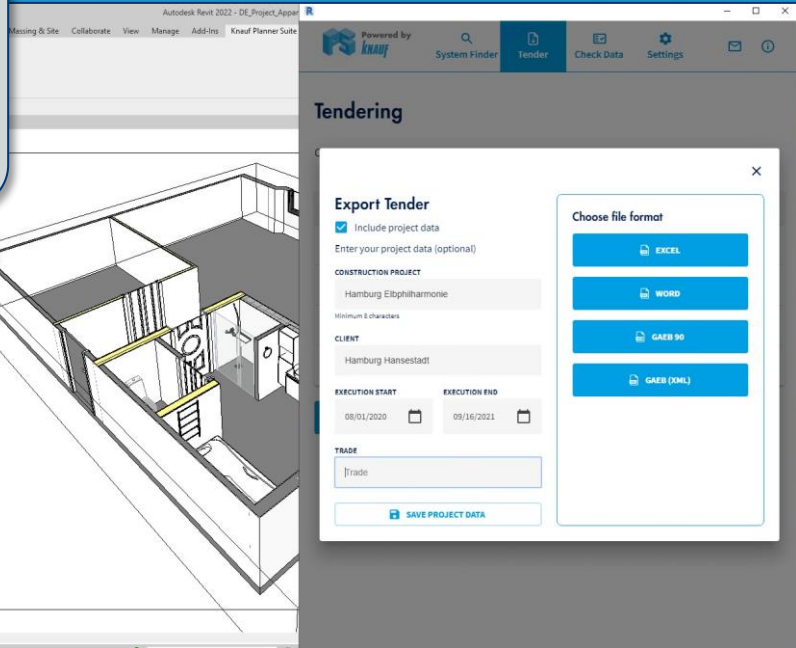 Autodesk Revit 2022 - DE_Project_Appar
Massing & Site Collaborate View Manage Add-Ins Knauf Planner Suite
R
PS Powered by KNAUF
System Finder
Tender
Check Data
Settings
Tendering
Export Tender
Include project data
Enter your project data (optional)
CONSTRUCTION PROJECT
Hamburg Elbphilharmonie
Minimum 8 characters
CLIENT
Hamburg Hansestadt
EXECUTION START EXECUTION END
08/01/2020 09/16/2021
TRADE
Trade
SAVE PROJECT DATA
Choose file format
EXCEL
WORD
GAEB 90
GAEB (XML)